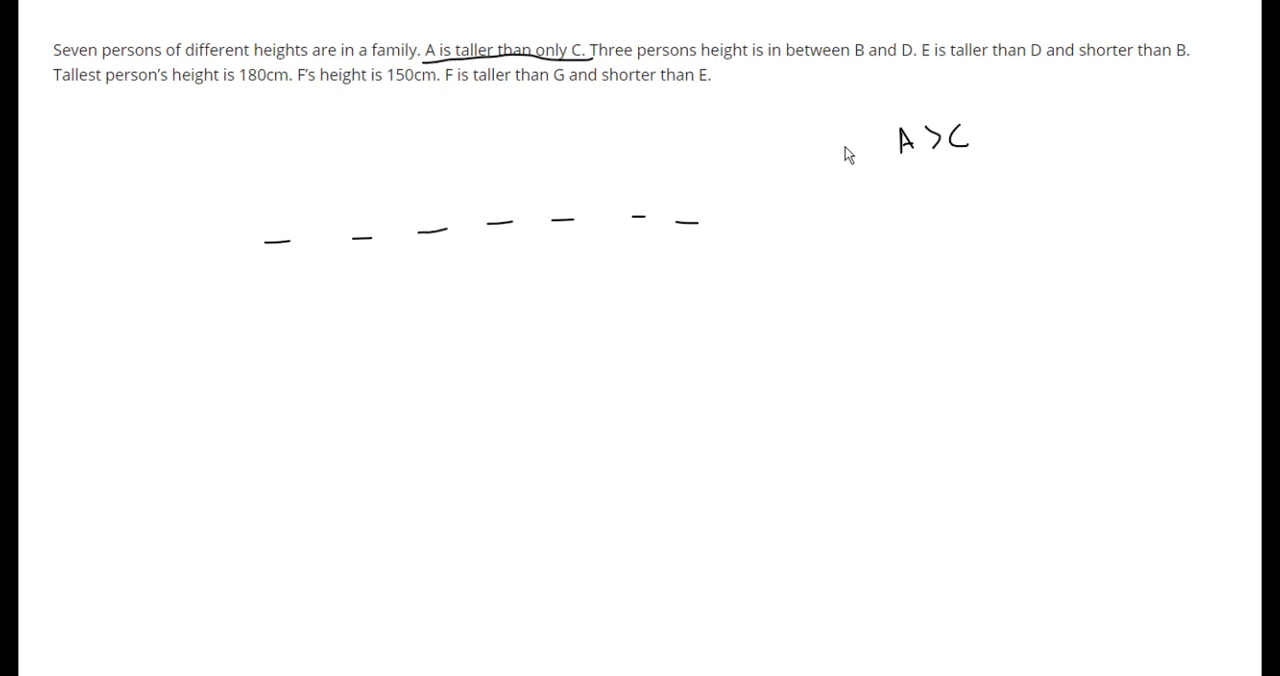 Seven persons of different heights are in a family. A is taller than only C. Three persons height is in between B and D. E is taller than D and shorter than B.
Tallest person's height is 180cm. F's height is 150cm. F is taller than G and shorter than E.
A > C